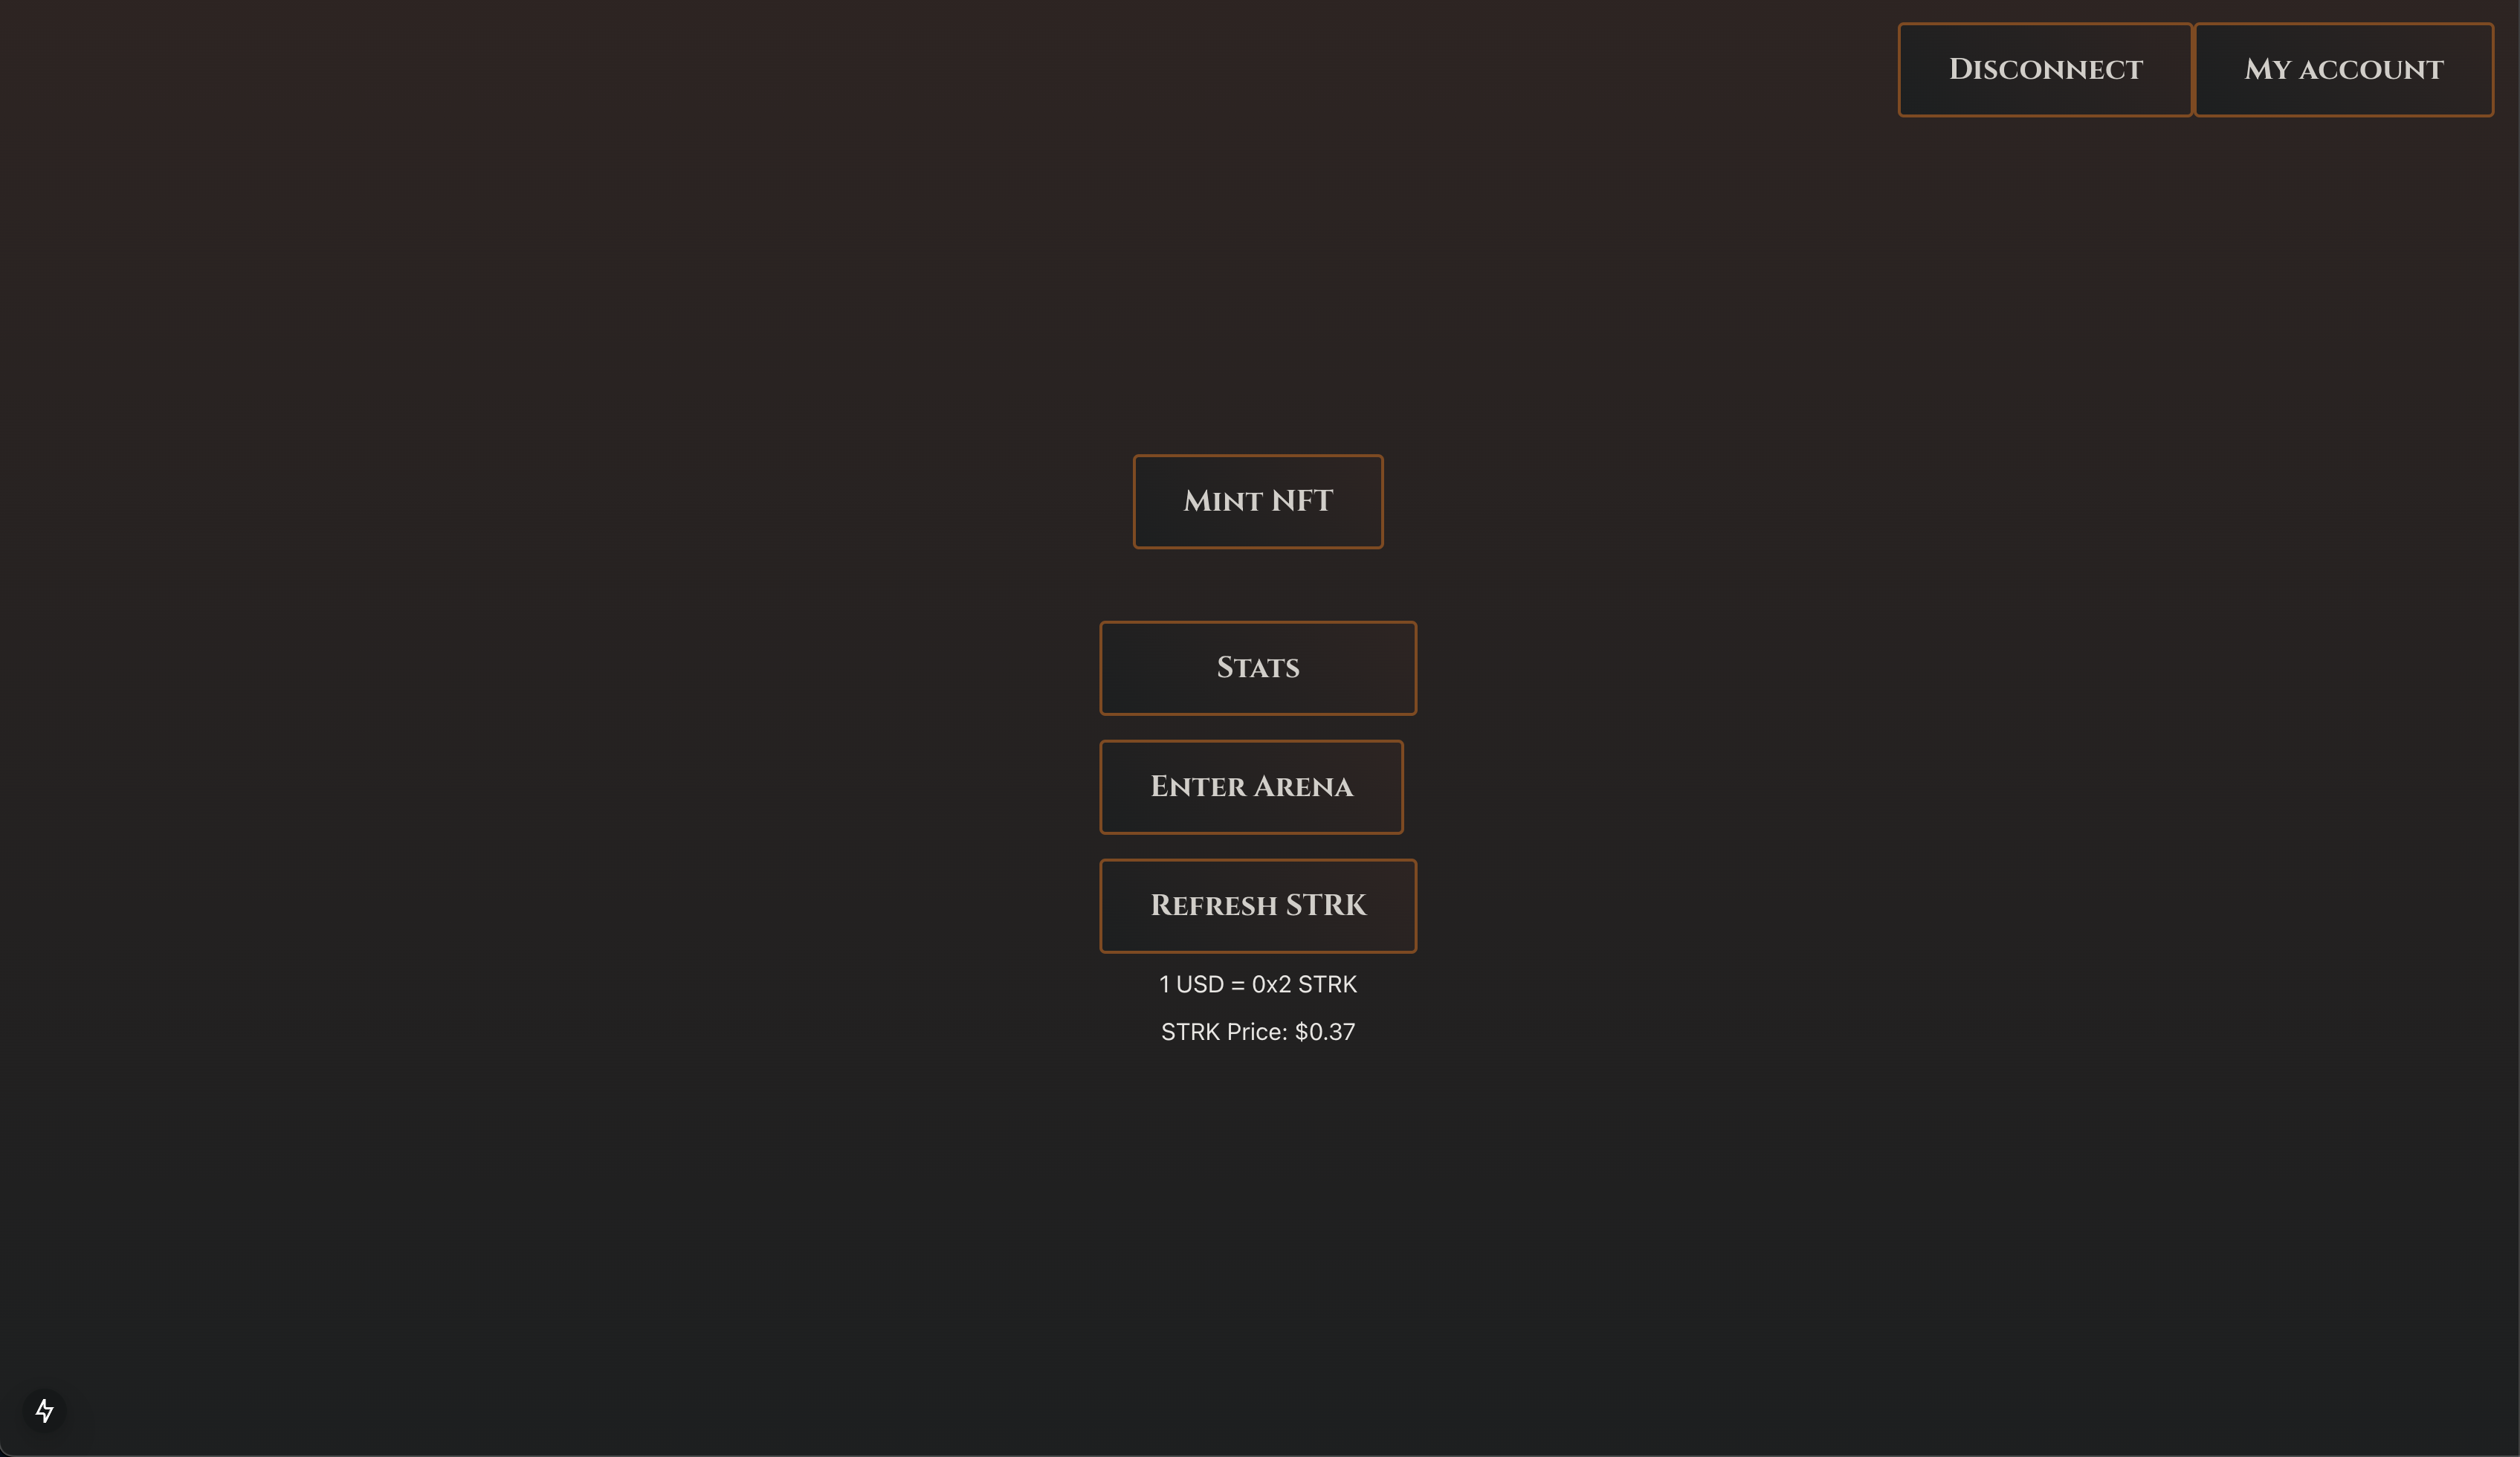 Disconnect
My account
Mint NFT
Stats
Enter Arena
Refresh STRK
1 USD = 0x2 STRK
STRK Price: $0.37